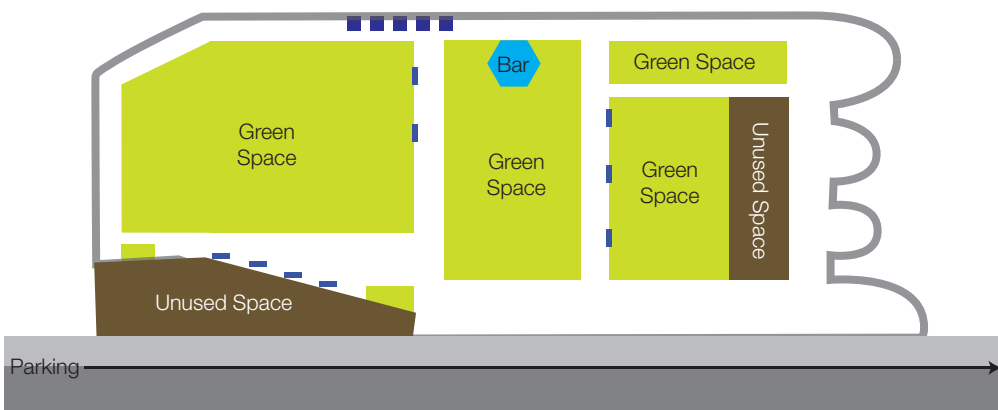 Bar
Green Space
Green
Space
Green
Space
Green
Space
Unused Space
Unused Space
Parking